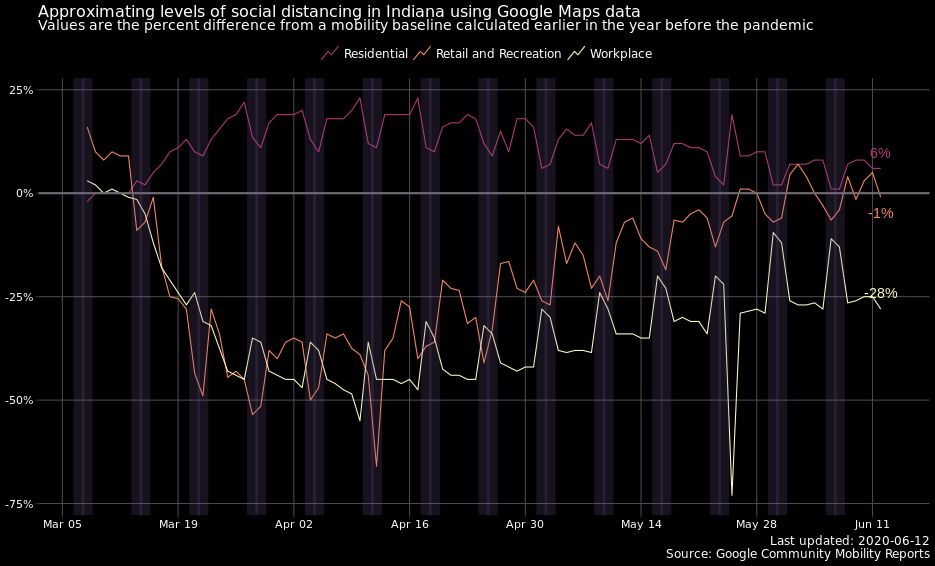 Approximating levels of social distancing in Indiana using Google Maps data
Values are the percent difference from a mobility baseline calculated earlier in the year before the pandemic
Residential Retail and Recreation Workplace
25%
0%
-25%
-50%
-75%
6%
-1%
-28%
Mar 05 Mar 19 Apr 02 Apr 16 Apr 30 May 14 May 28 Jun 11
Last updated: 2020-06-12
Source: Google Community Mobility Reports